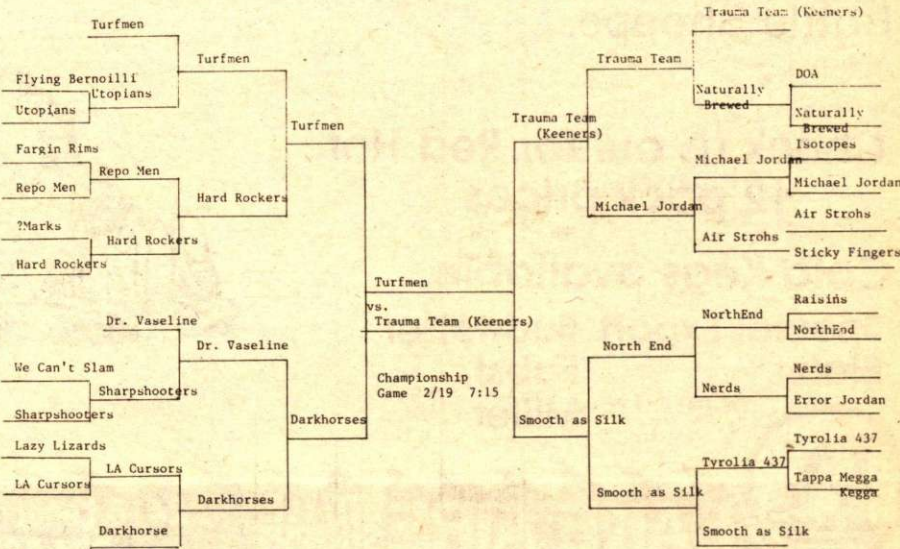 Turfmen
Turfmen
Flying Bernoilli
Utopians
Utopians
Turfmen
Fargin Rims
Repo Men
Repo Men
Hard Rockers
?Marks
Hard Rockers
Hard Rockers
Turfmen
vs.
Trauma Team (Keeners)
Championship
Game 2/19 7:15
Dr. Vaseline
Dr. Vaseline
We Can't Slam
Sharpshooters
Sharpshooters
Darkhorses
Lazy Lizards
LA Cursors
LA Cursors
Darkhorses
Darkhorse
Trauma Team (Keeners)
Trauma Team
DOA
Naturally
Brewed
Naturally
Brewed
Trauma Team
(Keeners)
Isotopes
Michael Jordan
Michael Jordan
Michael Jordan
Air Strohs
Air Strohs
Sticky Fingers
Raisins
NorthEnd
NorthEnd
North End
Nerds
Nerds
Error Jordan
Smooth as Silk
Tyrolia 437
Tyrolia 437
Tappa Megga
Kegga
Smooth as Silk
Smooth as Silk